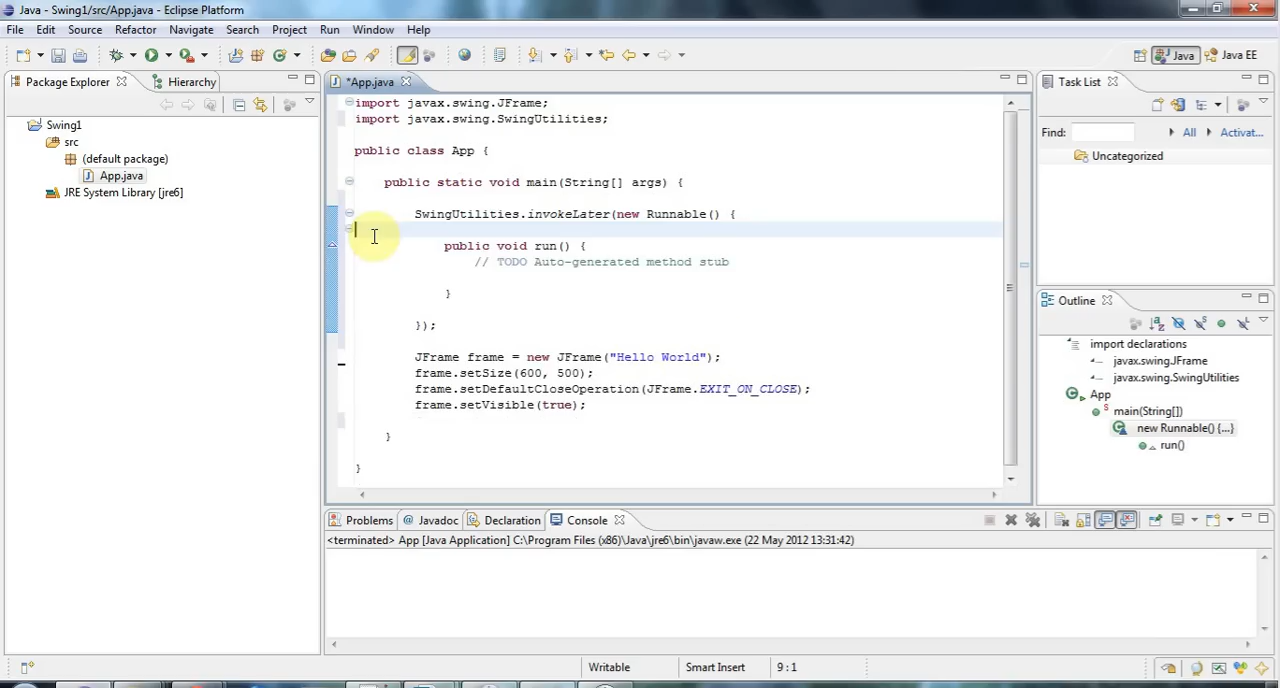 Java - Swing1/src/App.java - Eclipse Platform
File Edit Source Refactor Navigate Search Project Run Window Help
Java Java EE
Package Explorer Hierarchy
Swing1
src
(default package)
App.java
JRE System Library [jre6]
*App.java
import javax.swing.JFrame;
import javax.swing.SwingUtilities;
public class App {
public static void main(String[] args) {
SwingUtilities.invokeLater(new Runnable() {
public void run() {
// TODO Auto-generated method stub
}
});
JFrame frame = new JFrame("Hello World");
frame.setSize(600, 500);
frame.setDefaultCloseOperation(JFrame.EXIT_ON_CLOSE);
frame.setVisible(true);
}
}
Task List
Find: All Activat...
Uncategorized
Outline
import declarations
javax.swing.JFrame
javax.swing.SwingUtilities
App
main(String[])
new Runnable() {...}
run()
Problems @ Javadoc Declaration Console
<terminated> App [Java Application] C:\Program Files (x86)\Java\jre6\bin\javaw.exe (22 May 2012 13:31:42)
Writable Smart Insert 9:1